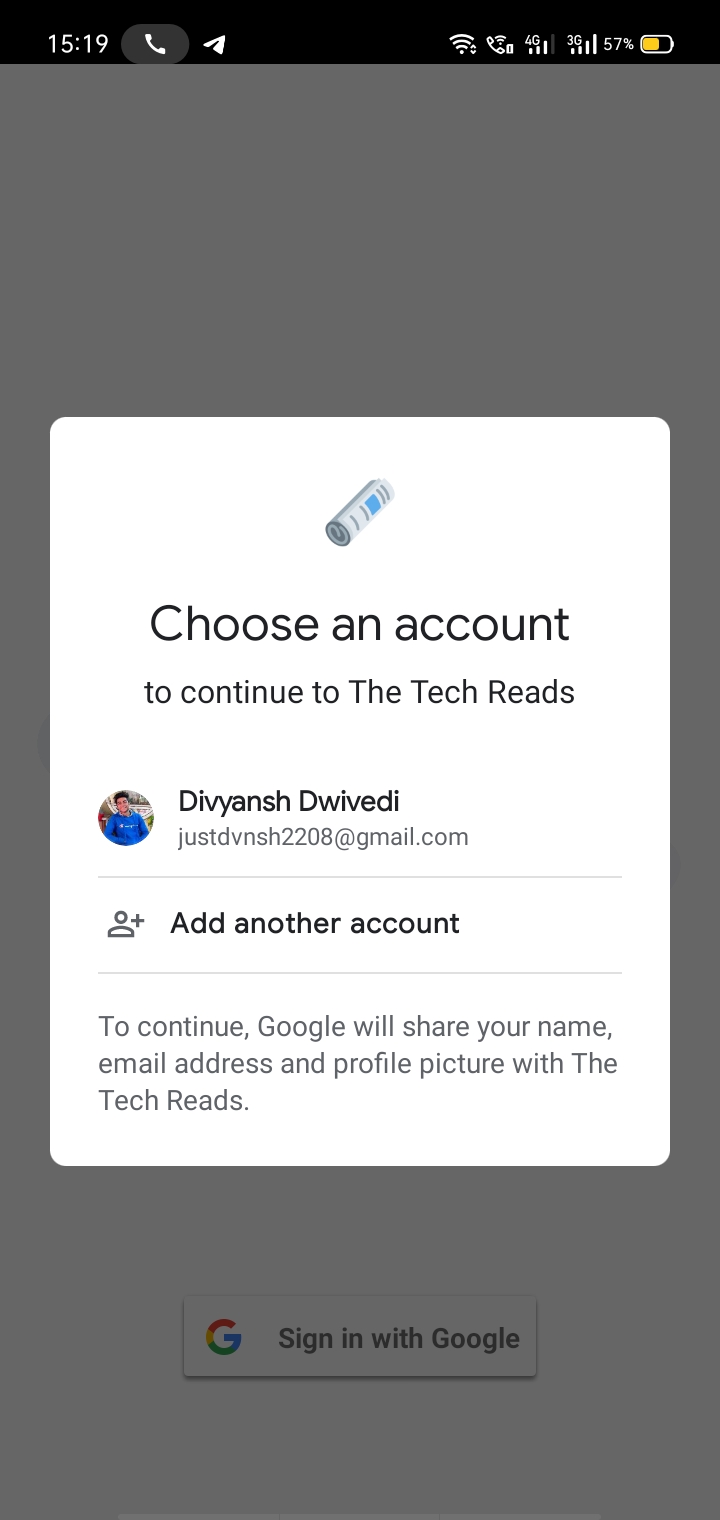 15:19
4G 3G 57%
Choose an account
to continue to The Tech Reads
Divyansh Dwivedi
justdvnsh2208@gmail.com
Add another account
To continue, Google will share your name,
email address and profile picture with The
Tech Reads.
Sign in with Google